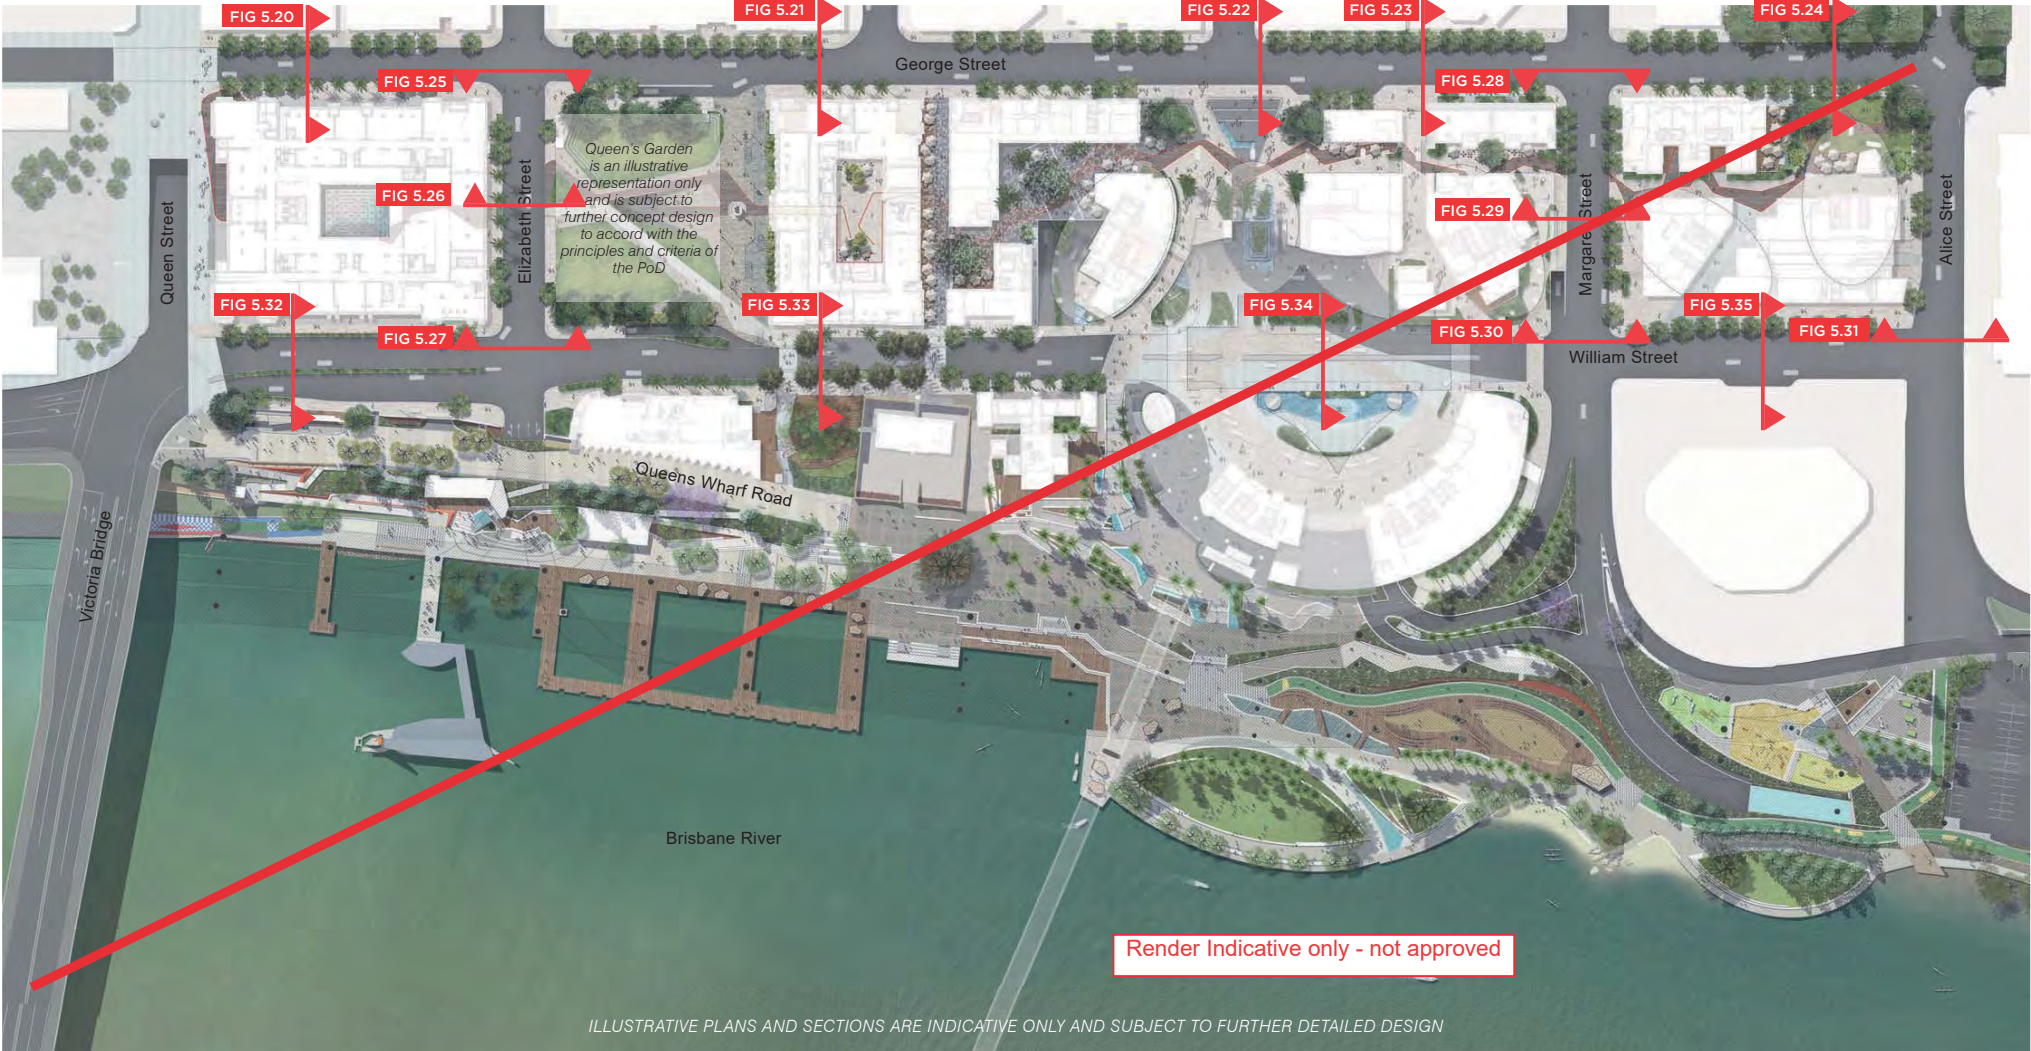 FIG 5.20
FIG 5.21
FIG 5.22
FIG 5.23
FIG 5.24
George Street
FIG 5.25
FIG 5.28
Queen's Garden
is an illustrative
representation only
and is subject to
further concept design
to accord with the
principles and criteria of
the PoD
FIG 5.26
FIG 5.29
Queen Street
Elizabeth Street
Margaret Street
Alice Street
FIG 5.32
FIG 5.33
FIG 5.34
FIG 5.35
FIG 5.27
FIG 5.30
FIG 5.31
William Street
Queens Wharf Road
Victoria Bridge
Brisbane River
Render Indicative only - not approved
ILLUSTRATIVE PLANS AND SECTIONS ARE INDICATIVE ONLY AND SUBJECT TO FURTHER DETAILED DESIGN